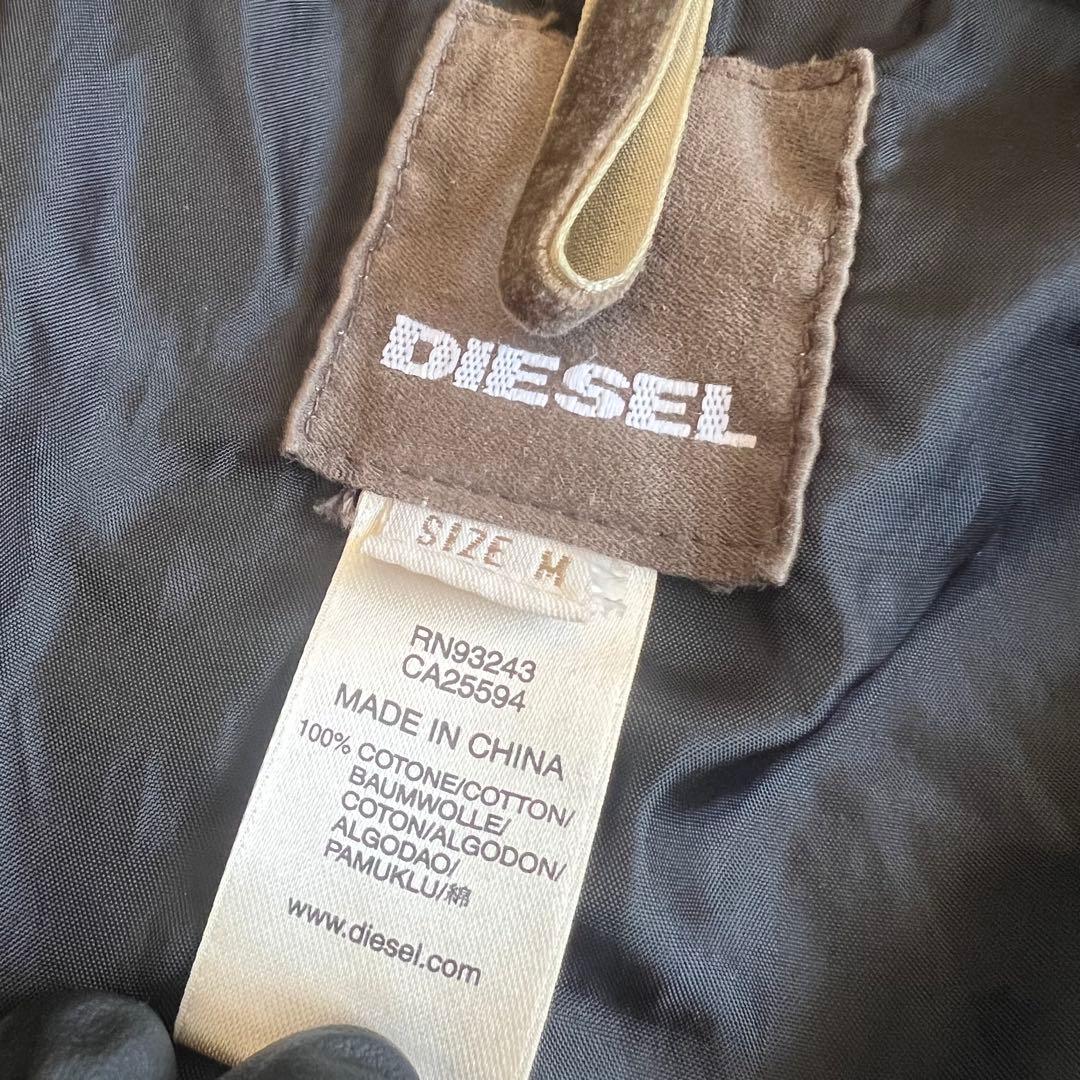 DIESEL
SIZE M
RN93243
CA25594
MADE IN CHINA
100% COTONE/COTTON/
BAUMWOLLE/
COTON/ALGODON/
ALGODAO/
PAMUKLU/綿
www.diesel.com